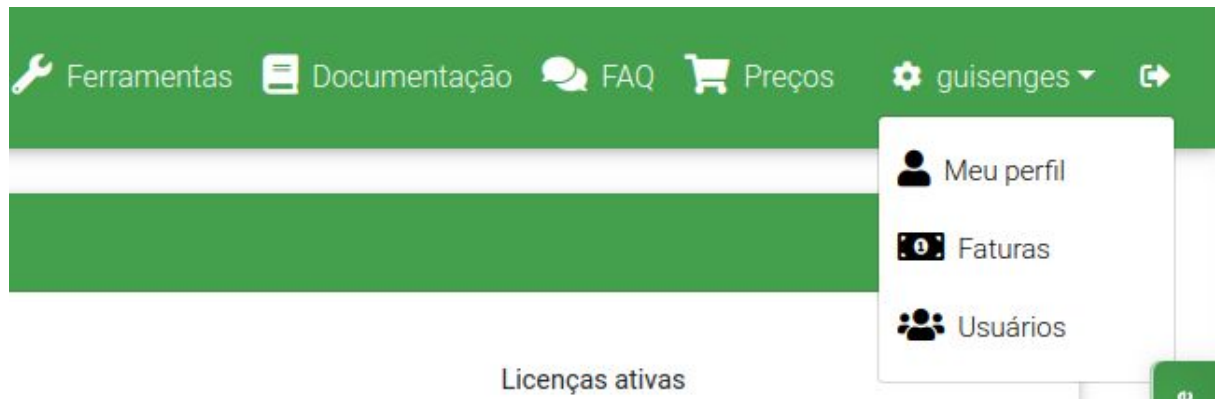 Ferramentas Documentação FAQ Preços guisenges
Meu perfil
Faturas
Usuários
Licenças ativas